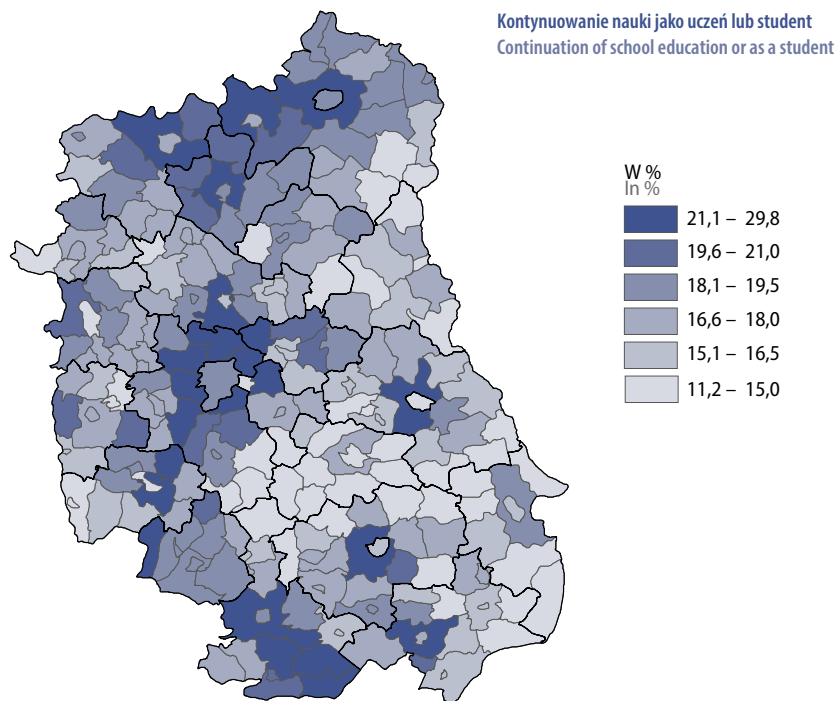 Kontynuowanie nauki jako uczeń lub student
Continuation of school education or as a student
W %
In %
21,1 – 29,8
19,6 – 21,0
18,1 – 19,5
16,6 – 18,0
15,1 – 16,5
11,2 – 15,0